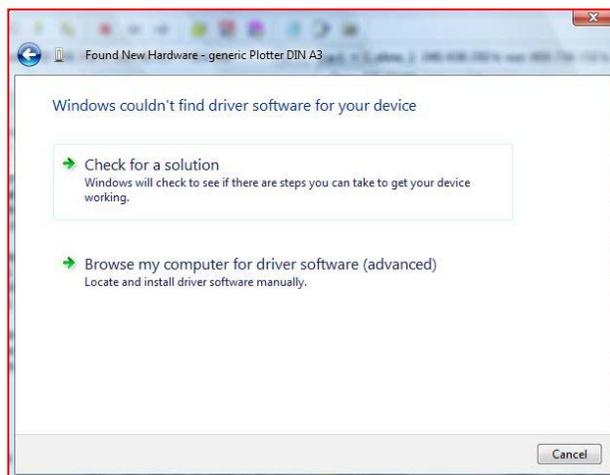 Found New Hardware - generic Plotter DIN A3
Windows couldn't find driver software for your device
Check for a solution
Windows will check to see if there are steps you can take to get your device
working.
Browse my computer for driver software (advanced)
Locate and install driver software manually.
Cancel